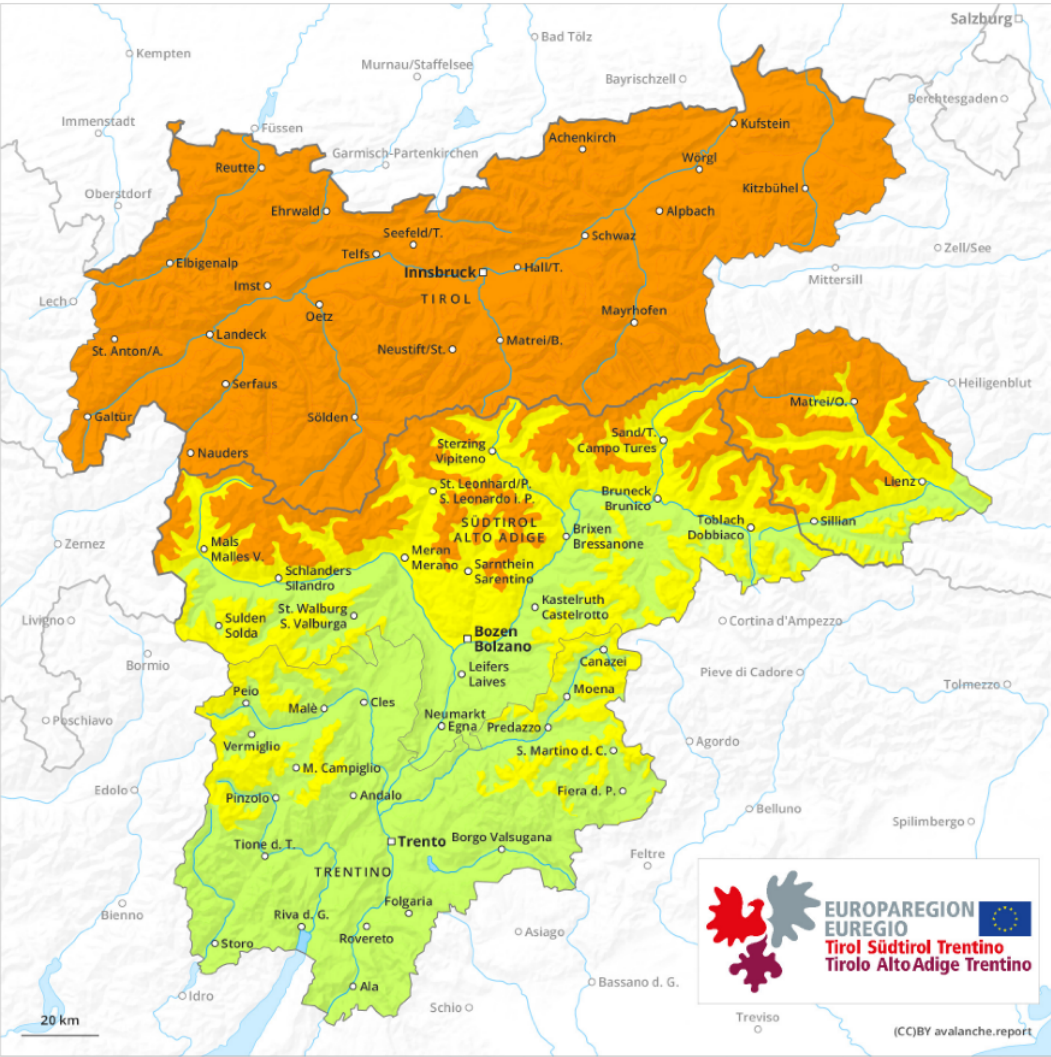 Salzburg
Bad Tölz
Kempten
Murnau/Staffelsee
Bayrischzell
Berchtesgaden
Immenstadt
Füssen
Kufstein
Achenkirch
Garmisch-Partenkirchen
Wörgl
Reutte
Kitzbühel
Oberstdorf
Ehrwald
Alpbach
Seefeld/T.
Schwaz
Telfs
Zell/See
Elbigenalp
Innsbruck
Hall/T.
Mittersill
Imst
Lech
TIROL
Oetz
Mayrhofen
Landeck
Matrei/B.
St. Anton/A.
Neustift/St.
Serfaus
Heiligenblut
Matrei/O.
Galtür
Sölden
Sand/T.
Campo Tures
Sterzing
Vipiteno
Nauders
St. Leonhard/P.
S. Leonardo i. P.
Lienz
Bruneck
Brunico
SÜDTIROL
ALTO ADIGE
Toblach
Dobbiaco
Sillian
Brixen
Bressanone
Zernez
Mals
Malles V.
Meran
Merano
Sarnthein
Sarentino
Schlanders
Silandro
Kastelruth
Castelrotto
St. Walburg
S. Valburga
Sulden
Solda
Livigno
Cortina d'Ampezzo
Bozen
Bolzano
Canazei
Bormio
Leifers
Laives
Pieve di Cadore
Tolmezzo
Moena
Peio
Cles
Malè
Neumarkt
Egna
Predazzo
Poschiavo
Vermiglio
Agordo
S. Martino d. C.
M. Campiglio
Edolo
Pinzolo
Andalo
Fiera d. P.
Belluno
Spilimbergo
Trento
Borgo Valsugana
Tione d. T.
Feltre
TRENTINO
Folgaria
Bienno
Riva d. G.
Rovereto
Asiago
Storo
Ala
Bassano d. G.
Idro
Schio
Treviso
EUROPAREGION
EUREGIO
Tirol Südtirol Trentino
Tirolo Alto Adige Trentino
20 km
(CC)BY avalanche.report